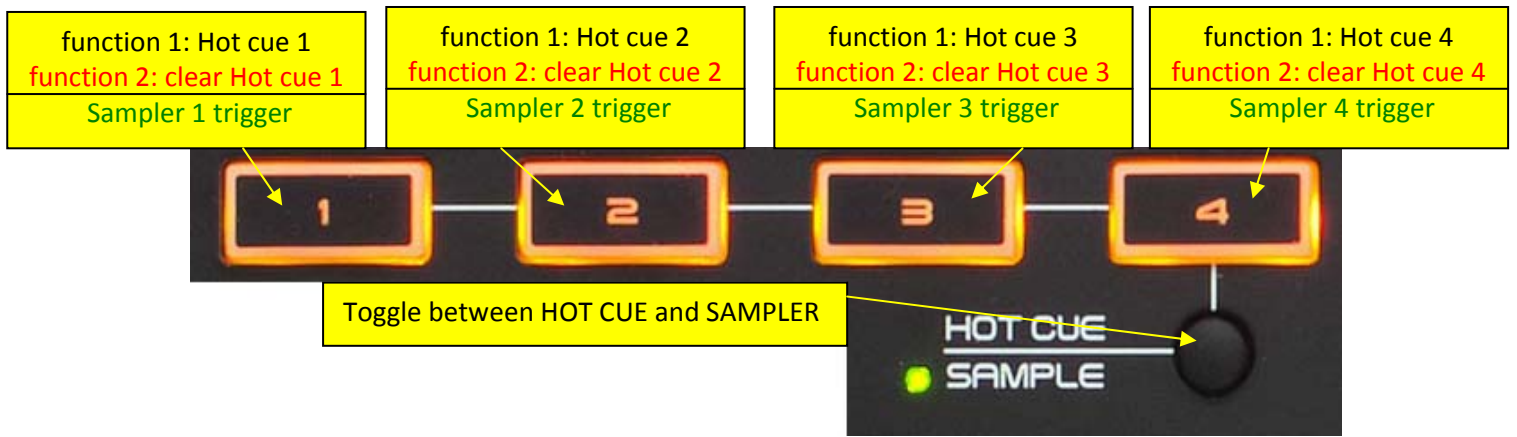 function 1: Hot cue 1
function 2: clear Hot cue 1
Sampler 1 trigger
function 1: Hot cue 2
function 2: clear Hot cue 2
Sampler 2 trigger
function 1: Hot cue 3
function 2: clear Hot cue 3
Sampler 3 trigger
function 1: Hot cue 4
function 2: clear Hot cue 4
Sampler 4 trigger
1
2
3
4
Toggle between HOT CUE and SAMPLER
HOT CUE
SAMPLE